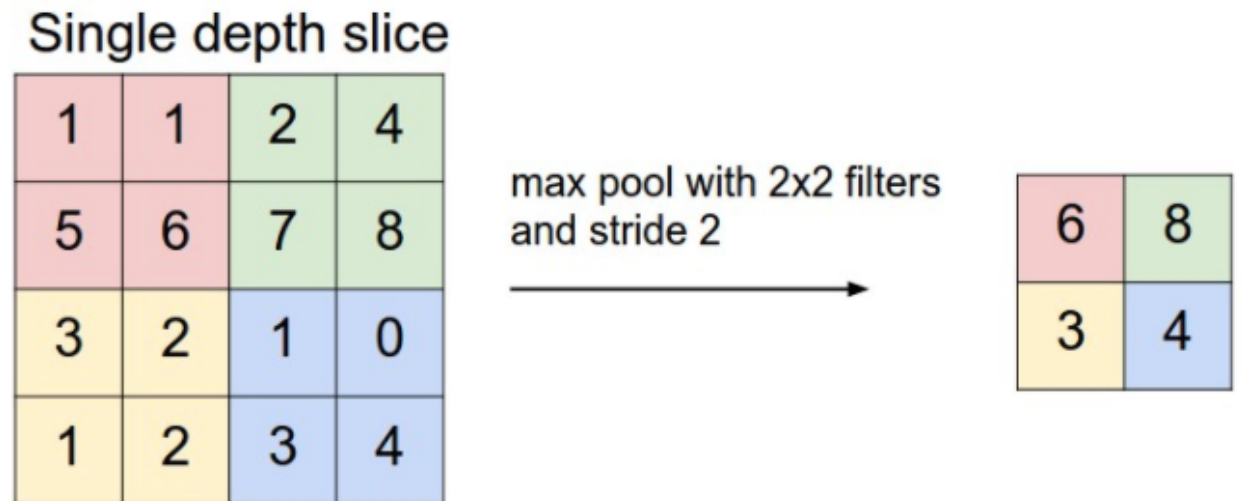 Single depth slice
1 1 2 4
5 6 7 8
3 2 1 0
1 2 3 4
max pool with 2x2 filters
and stride 2
6 8
3 4